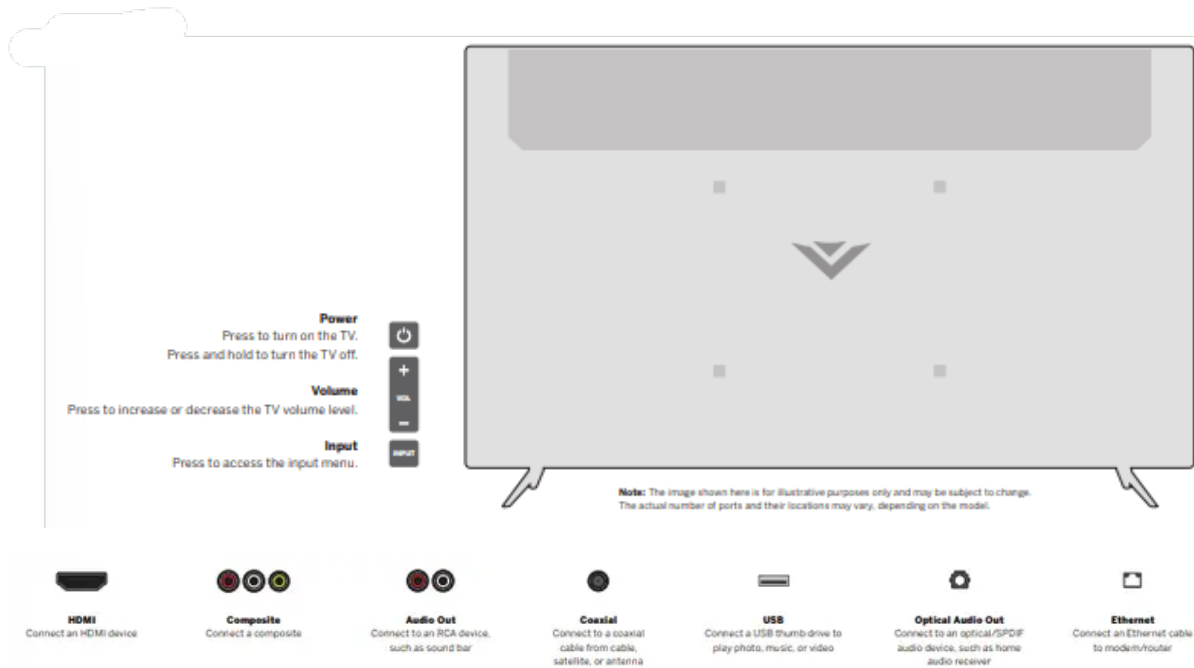 Power
Press to turn on the TV.
Press and hold to turn the TV off.
Volume
Press to increase or decrease the TV volume level.
Input
Press to access the input menu.
+
VOL
–
INPUT
Note: The image shown here is for illustrative purposes only and may be subject to change.
The actual number of ports and their locations may vary, depending on the model.
HDMI
Connect an HDMI device
Composite
Connect a composite
Audio Out
Connect to an RCA device,
such as sound bar
Coaxial
Connect to a coaxial
cable from cable,
satellite, or antenna
USB
Connect a USB thumb drive to
play photo, music, or video
Optical Audio Out
Connect to an optical/SPDIF
audio device, such as home
audio receiver
Ethernet
Connect an Ethernet cable
to modem/router